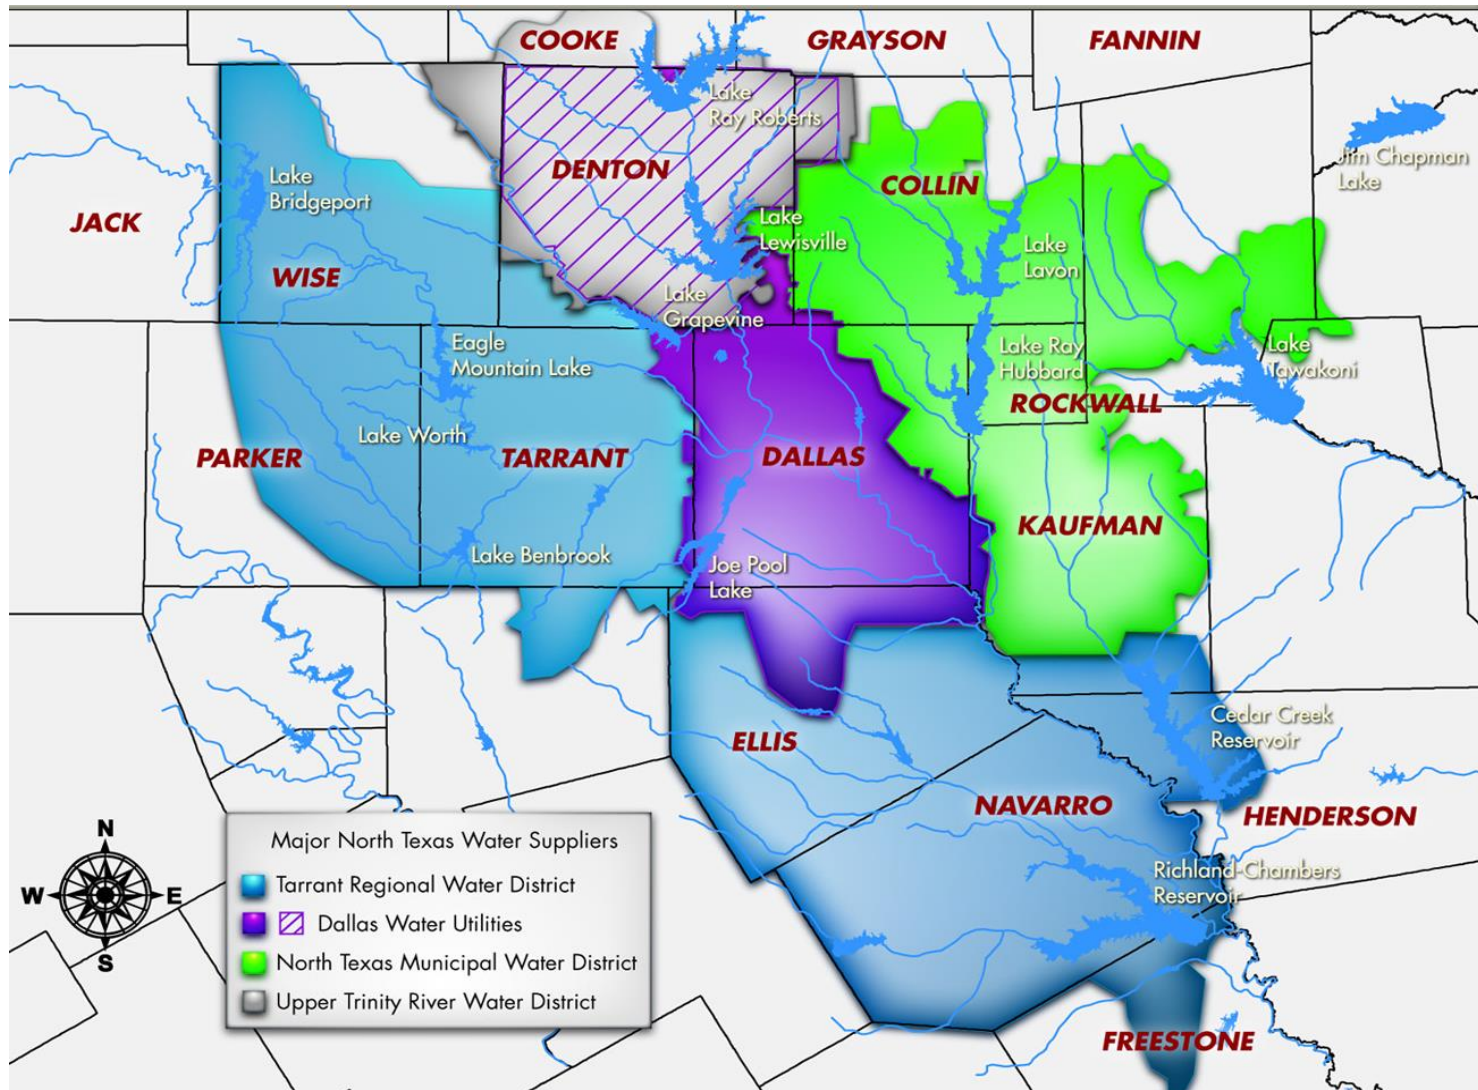 COOKE
GRAYSON
FANNIN
Lake
Ray Roberts
Jim Chapman
Lake
DENTON
COLLIN
Lake
Bridgeport
JACK
Lake
Lewisville
Lake
Lavon
WISE
Lake
Grapevine
Eagle
Mountain Lake
Lake Ray
Hubbard
Lake
Tawakoni
ROCKWALL
Lake Worth
PARKER
TARRANT
DALLAS
KAUFMAN
Lake Benbrook
Joe Pool
Lake
Cedar Creek
Reservoir
ELLIS
NAVARRO
HENDERSON
Richland-Chambers
Reservoir
FREESTONE
N
W
E
S
Major North Texas Water Suppliers
Tarrant Regional Water District
Dallas Water Utilities
North Texas Municipal Water District
Upper Trinity River Water District